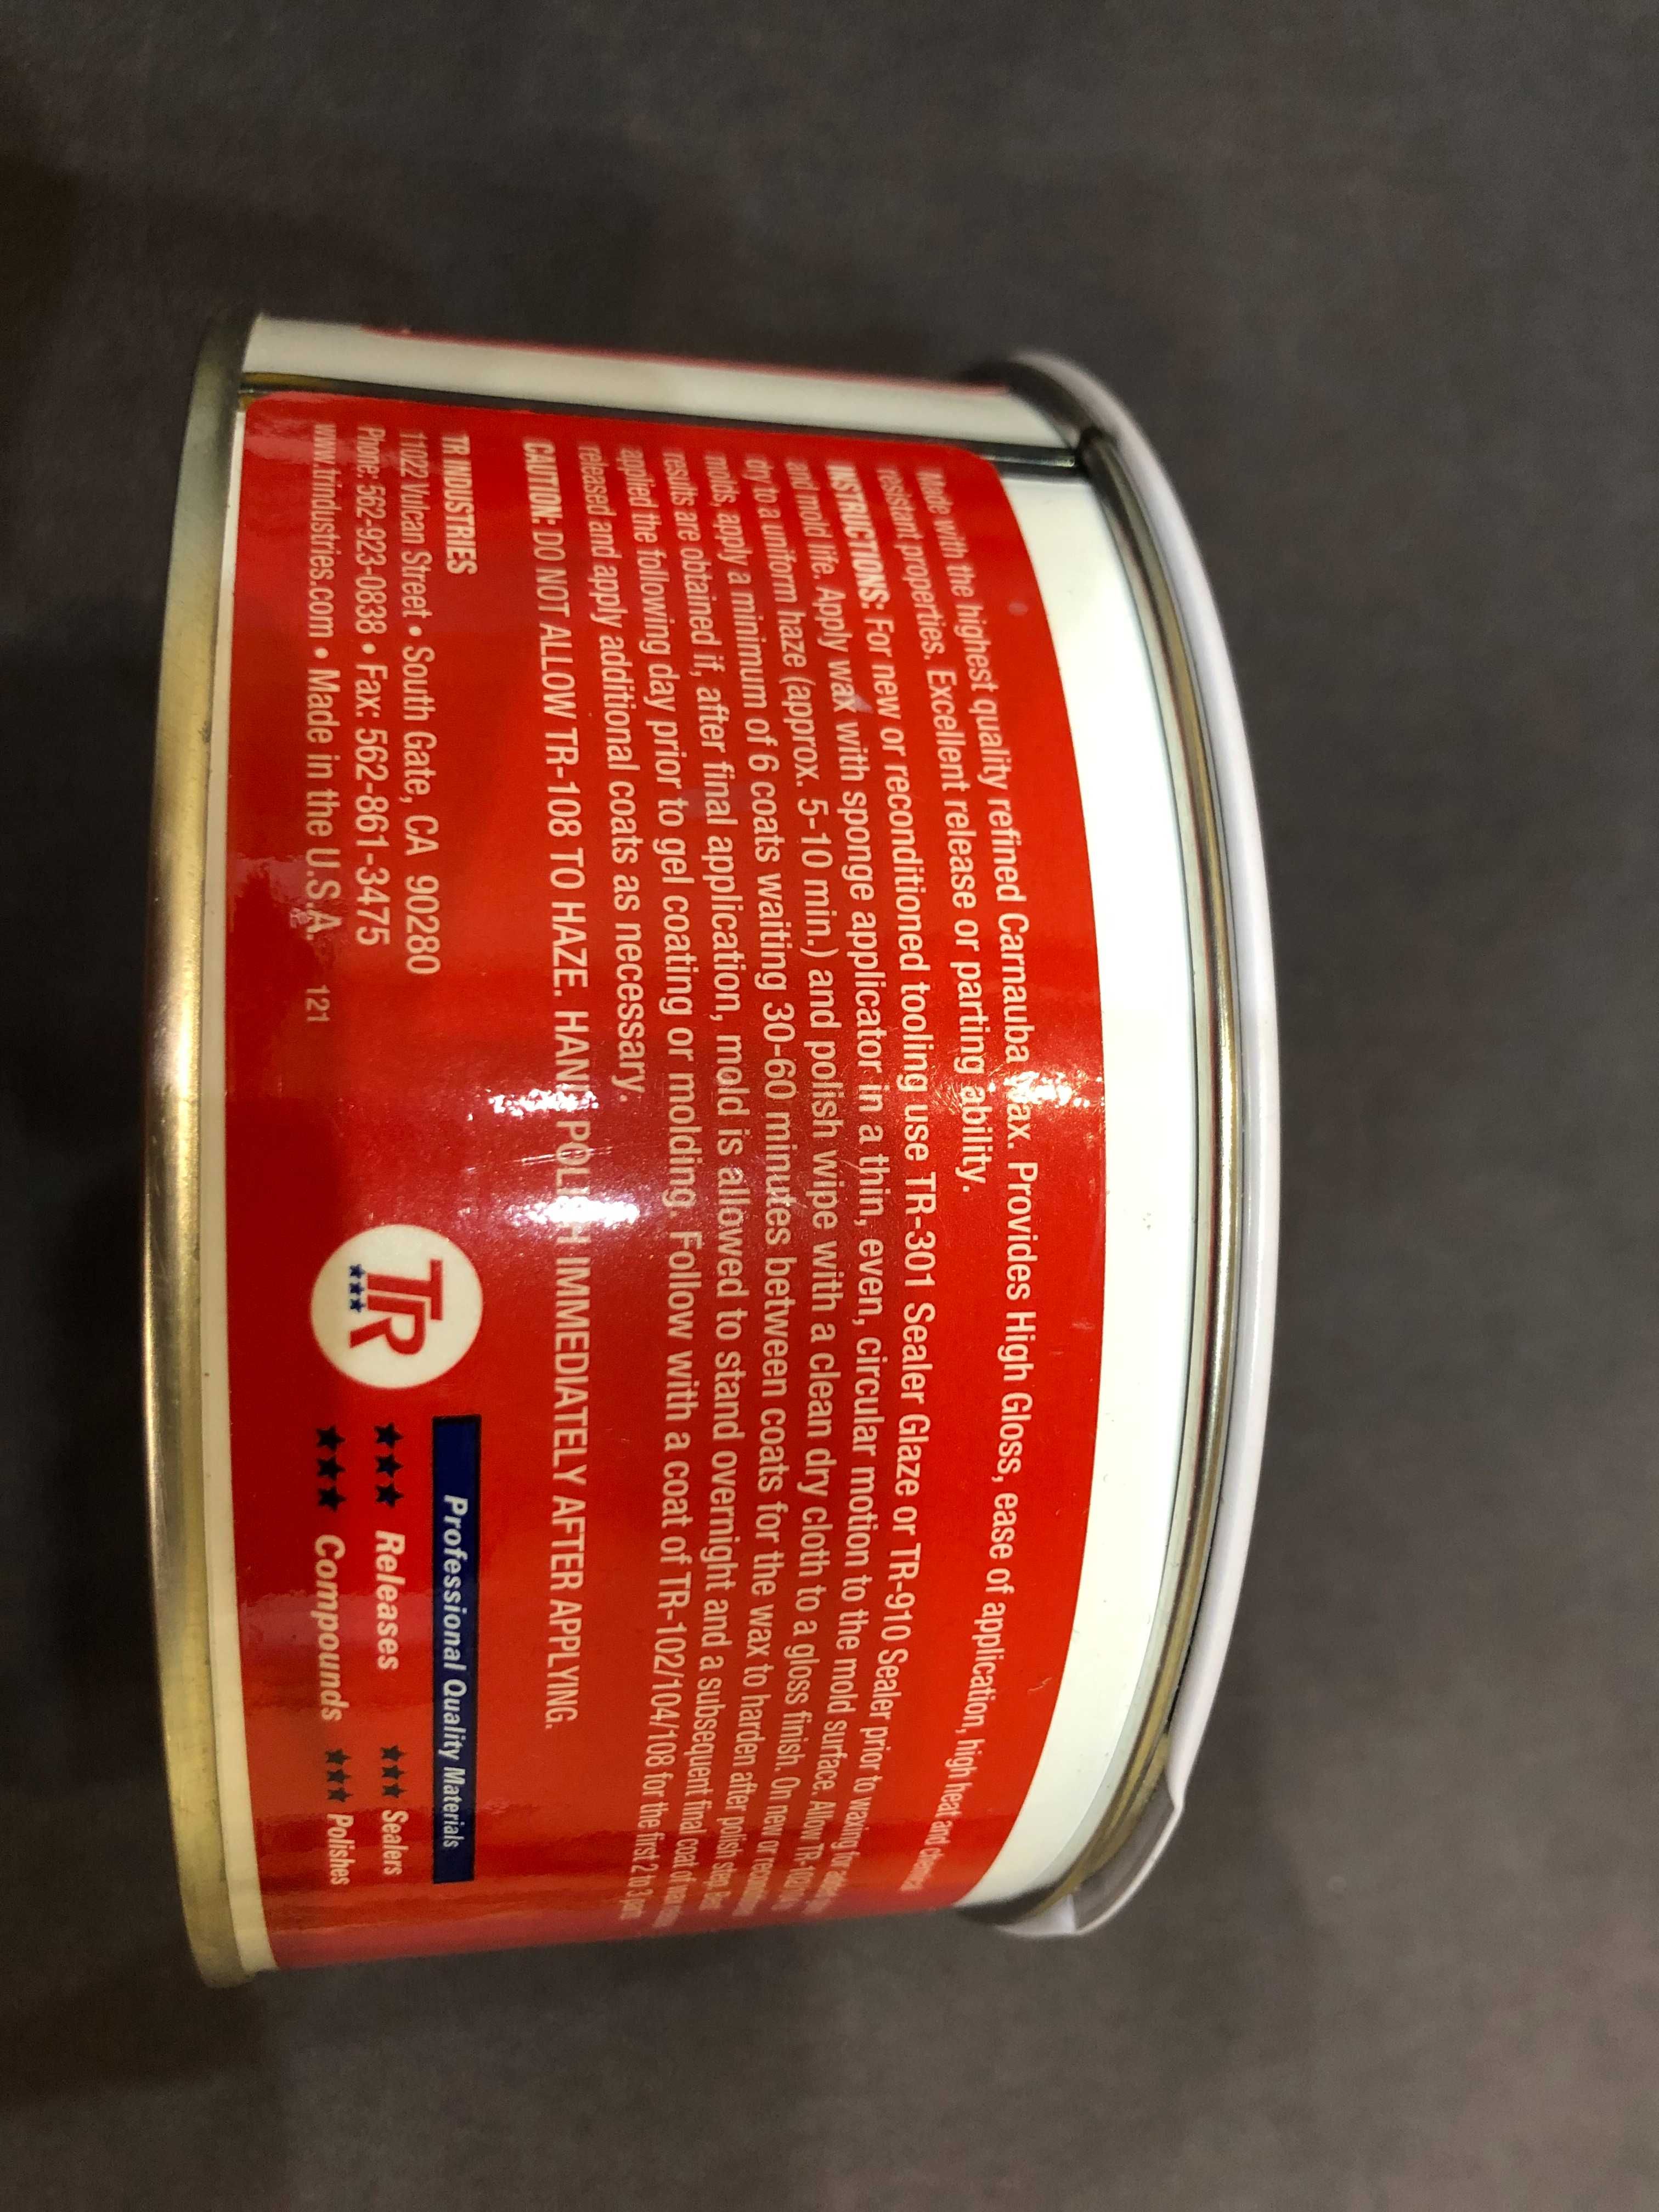 Made with the highest quality refined Carnauba Wax. Provides High Gloss, ease of application, high heat and chemical
resistant properties. Excellent release or parting ability.
INSTRUCTIONS: For new or reconditioned tooling use TR-301 Sealer Glaze or TR-910 Sealer prior to waxing for
and mold life. Apply wax with sponge applicator in a thin, even, circular motion to the mold surface. Allow
dry to a uniform haze (approx. 5-10 min.) and polish wipe with a clean dry cloth to a gloss finish. On new or
molds, apply a minimum of 6 coats waiting 30-60 minutes between coats for the wax to harden after polish step.
results are obtained if, after final application, mold is allowed to stand overnight and a subsequent final coat of wax
applied the following day prior to gel coating or molding. Follow with a coat of TR-102/104/108 for the first 2 to 3 parts
released and apply additional coats as necessary.
CAUTION: DO NOT ALLOW TR-108 TO HAZE. HAND POLISH IMMEDIATELY AFTER APPLYING.
TR INDUSTRIES
11022 Vulcan Street • South Gate, CA 90280
Phone: 562-923-0838 • Fax: 562-861-3475
www.trindustries.com • Made in the U.S.A. 121
TR
Professional Quality Materials
★★★ Releases ★★★ Sealers
★★★ Compounds ★★★ Polishes